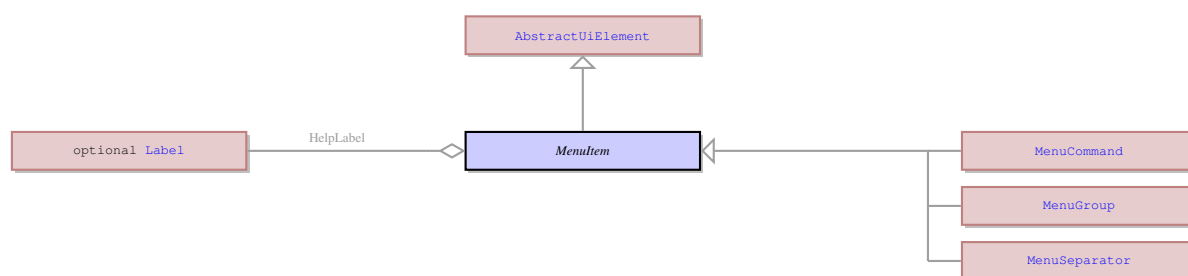 AbstractUiElement
optional Label
HelpLabel
MenuItem
MenuCommand
MenuGroup
MenuSeparator